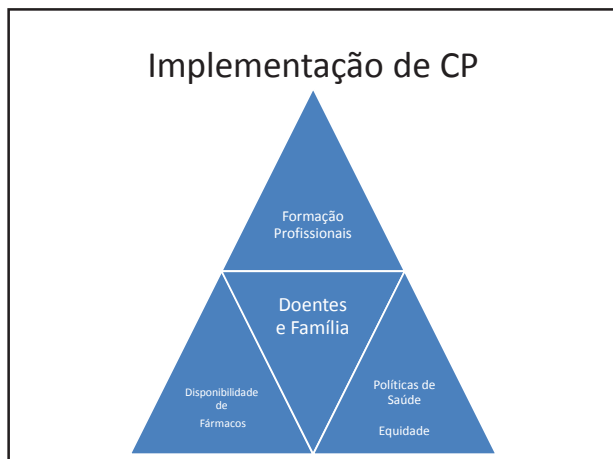 Implementação de CP
Formação
Profissionais
Doentes
e Família
Disponibilidade
de
Fármacos
Políticas de
Saúde
Equidade